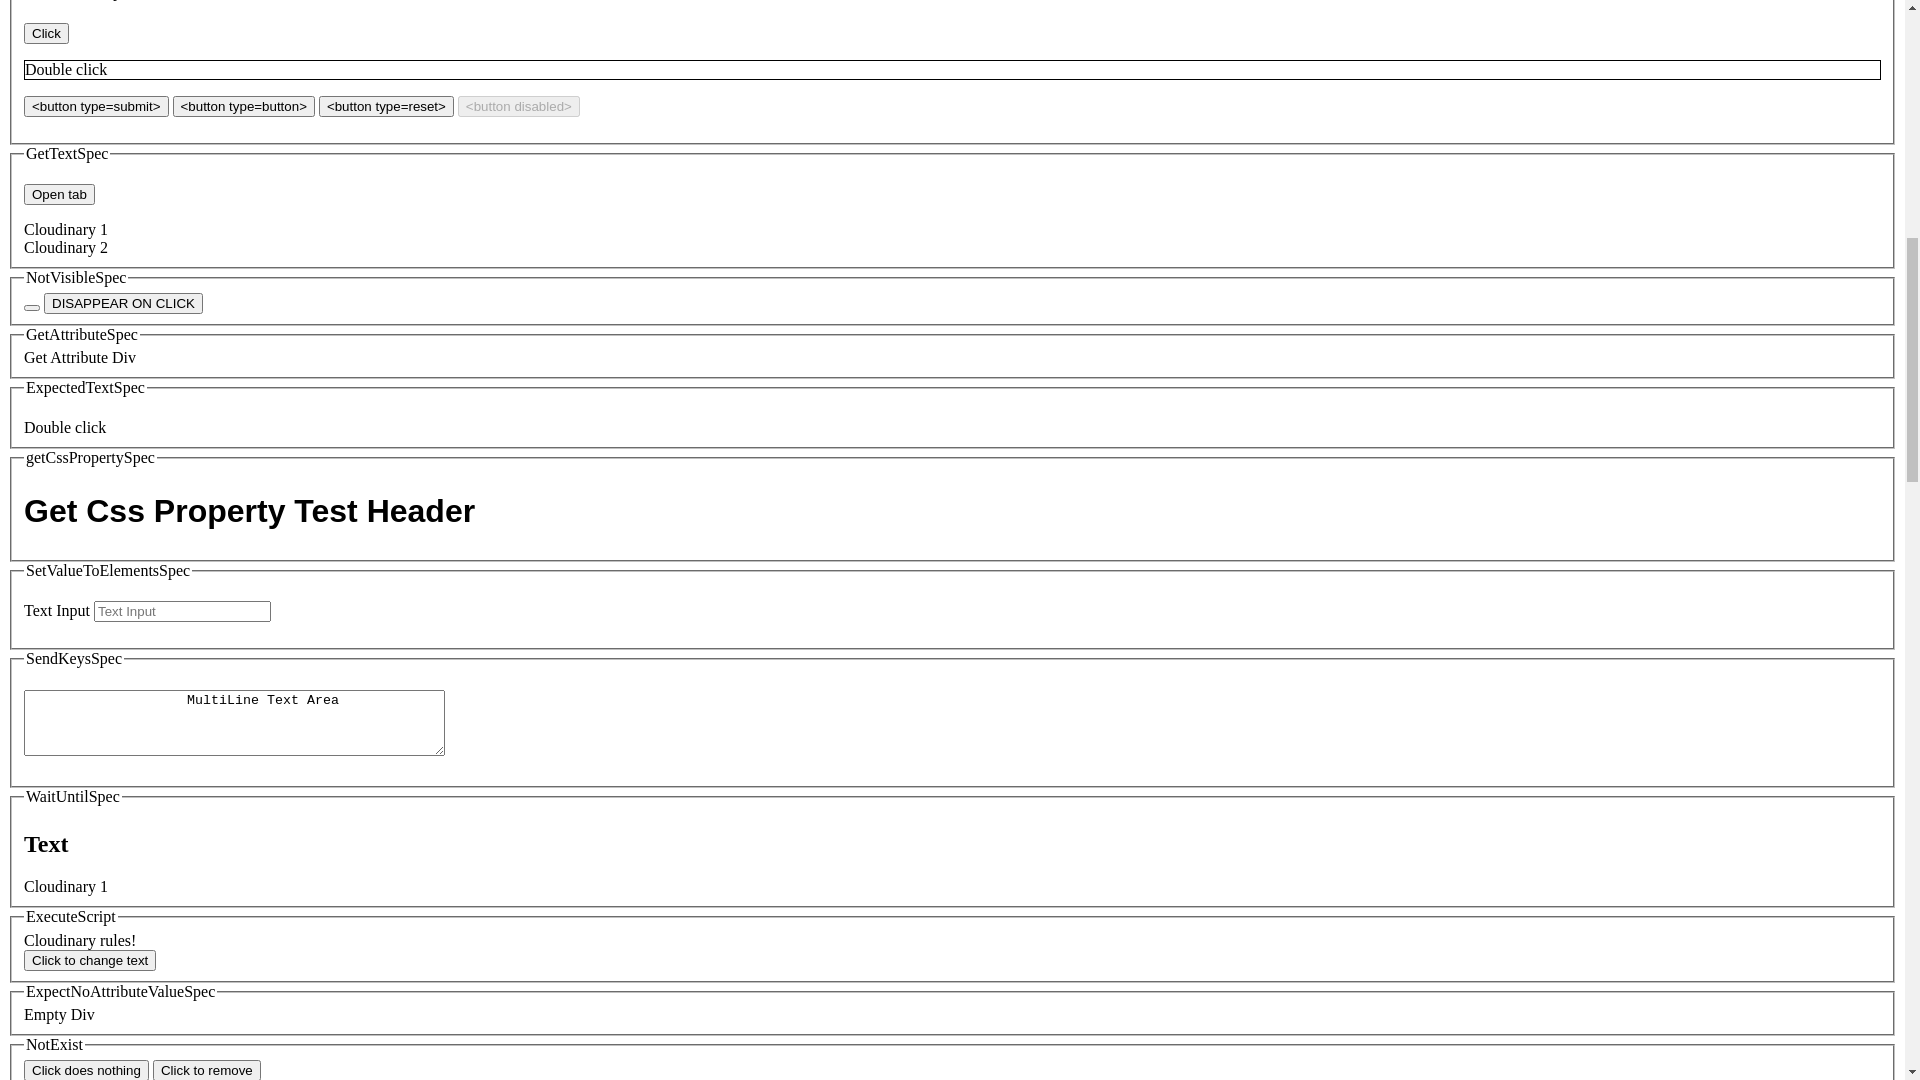 Click
Double click
<button type=submit> <button type=button> <button type=reset> <button disabled>
GetTextSpec
Open tab
Cloudinary 1
Cloudinary 2
NotVisibleSpec
DISAPPEAR ON CLICK
GetAttributeSpec
Get Attribute Div
ExpectedTextSpec
Double click
getCssPropertySpec
Get Css Property Test Header
SetValueToElementsSpec
Text Input Text Input
SendKeysSpec
MultiLine Text Area
WaitUntilSpec
Text
Cloudinary 1
ExecuteScript
Cloudinary rules!
Click to change text
ExpectNoAttributeValueSpec
Empty Div
NotExist
Click does nothing Click to remove